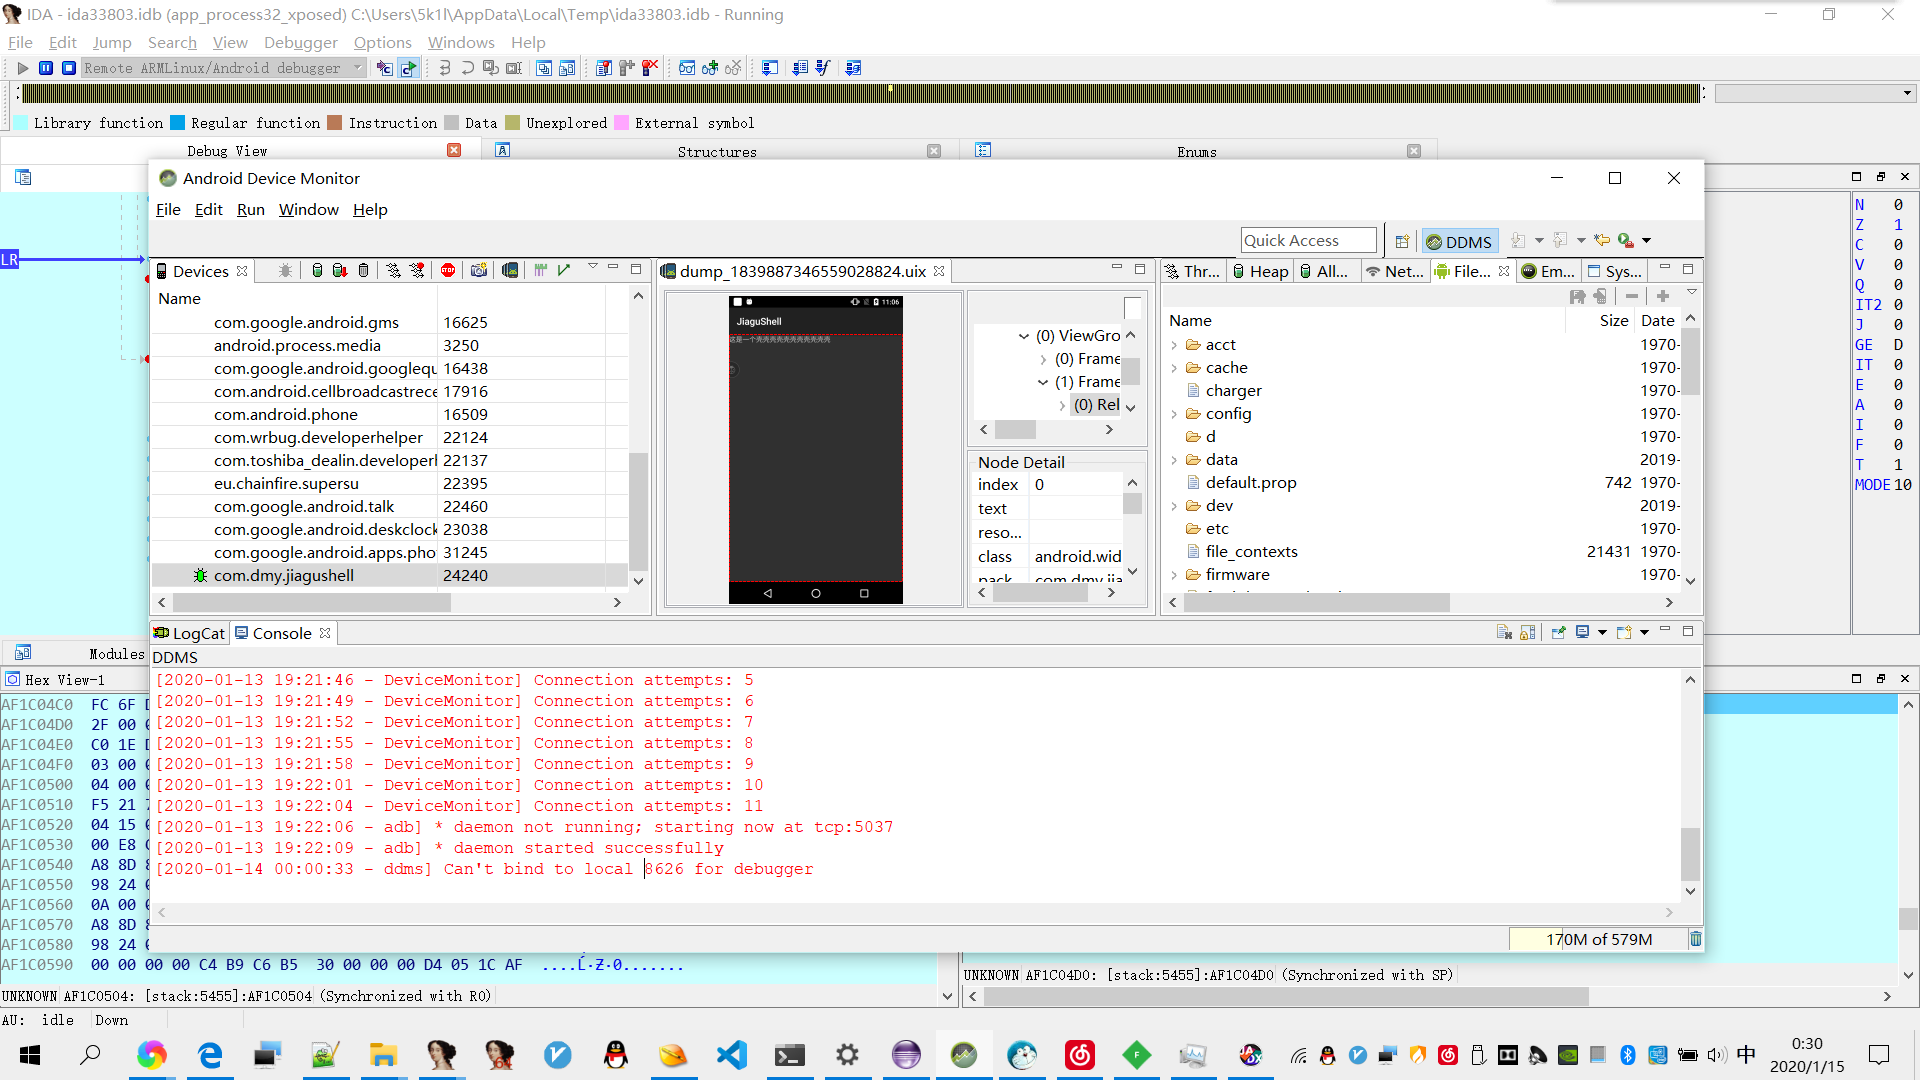 IDA - ida33803.idb (app_process32_xposed) C:\Users\5k1l\AppData\Local\Temp\ida33803.idb - Running
File Edit Jump Search View Debugger Options Windows Help
Remote ARMLinux/Android debugger
Library function Regular function Instruction Data Unexplored External symbol
Debug View Structures Enums
Android Device Monitor
File Edit Run Window Help
Quick Access DDMS
Devices
Name
com.google.android.gms 16625
android.process.media 3250
com.google.android.googlequ 16438
com.android.cellbroadcastrece 17916
com.android.phone 16509
com.wrbug.developerhelper 22124
com.toshiba_dealin.developerl 22137
eu.chainfire.supersu 22395
com.google.android.talk 22460
com.google.android.deskclock 23038
com.google.android.apps.pho 31245
com.dmy.jiagushell 24240
dump_1839887346559028824.uix
11:06
JiaguShell
(0) ViewGro
(0) Frame
(1) Frame
(0) Rel
Node Detail
index 0
text
reso...
class android.wid
pack com.dmy.jia
Thr... Heap All... Net... File... Em... Sys...
Name Size Date
acct 1970-
cache 1970-
charger 1970-
config 1970-
d 1970-
data 2019-
default.prop 742 1970-
dev 2019-
etc 1970-
file_contexts 21431 1970-
firmware 1970-
LR
N 0
Z 1
C 0
V 0
Q 0
IT2 0
J 0
GE D
IT 0
E 0
A 0
I 0
F 0
T 1
MODE 10
LogCat Console
DDMS
[2020-01-13 19:21:46 - DeviceMonitor] Connection attempts: 5
[2020-01-13 19:21:49 - DeviceMonitor] Connection attempts: 6
[2020-01-13 19:21:52 - DeviceMonitor] Connection attempts: 7
[2020-01-13 19:21:55 - DeviceMonitor] Connection attempts: 8
[2020-01-13 19:21:58 - DeviceMonitor] Connection attempts: 9
[2020-01-13 19:22:01 - DeviceMonitor] Connection attempts: 10
[2020-01-13 19:22:04 - DeviceMonitor] Connection attempts: 11
[2020-01-13 19:22:06 - adb] * daemon not running; starting now at tcp:5037
[2020-01-13 19:22:09 - adb] * daemon started successfully
[2020-01-14 00:00:33 - ddms] Can't bind to local 8626 for debugger
170M of 579M
Modules
Hex View-1
AF1C04C0 FC 6F
AF1C04D0 2F 00
AF1C04E0 C0 1E
AF1C04F0 03 00
AF1C0500 04 00
AF1C0510 F5 21
AF1C0520 04 15
AF1C0530 00 E8
AF1C0540 A8 8D
AF1C0550 98 24
AF1C0560 0A 00
AF1C0570 A8 8D
AF1C0580 98 24
AF1C0590 00 00 00 00 C4 B9 C6 B5 30 00 00 00 D4 05 1C AF
UNKNOWN AF1C0504: [stack:5455]:AF1C0504 (Synchronized with R0)
UNKNOWN AF1C04D0: [stack:5455]:AF1C04D0 (Synchronized with SP)
AU: idle Down
中
0:30
2020/1/15